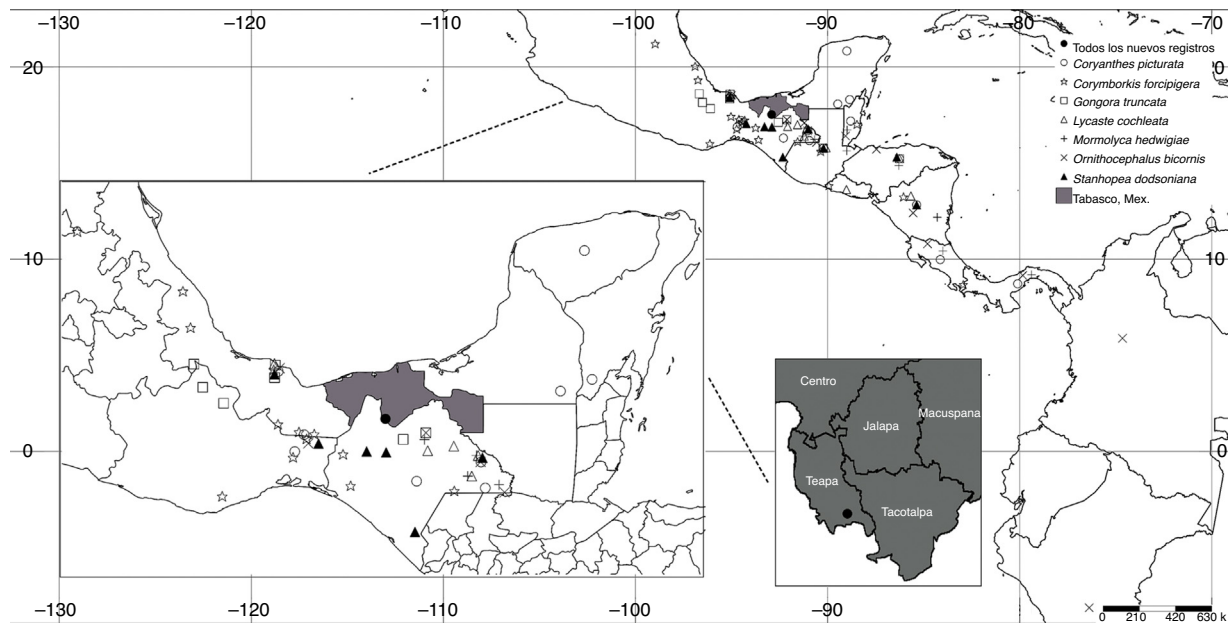 −130 −120 −110 −100 −90 −80 −70
Todos los nuevos registros
Coryanthes picturata
Corymborkis forcipigera
Gongora truncata
Lycaste cochleata
Mormolyca hedwigiae
Ornithocephalus bicornis
Stanhopea dodsoniana
Tabasco, Mex.
20
10
10
0
0
Centro
Jalapa
Macuspana
Teapa
Tacotalpa
−130 −120 −110 −100 −90 −80 −70
0 210 420 630 k